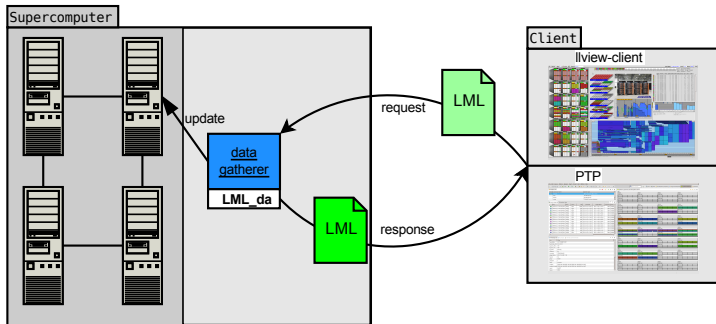 Supercomputer
Client
llview-client
LML
request
update
data
gatherer
LML_da
LML
response
PTP